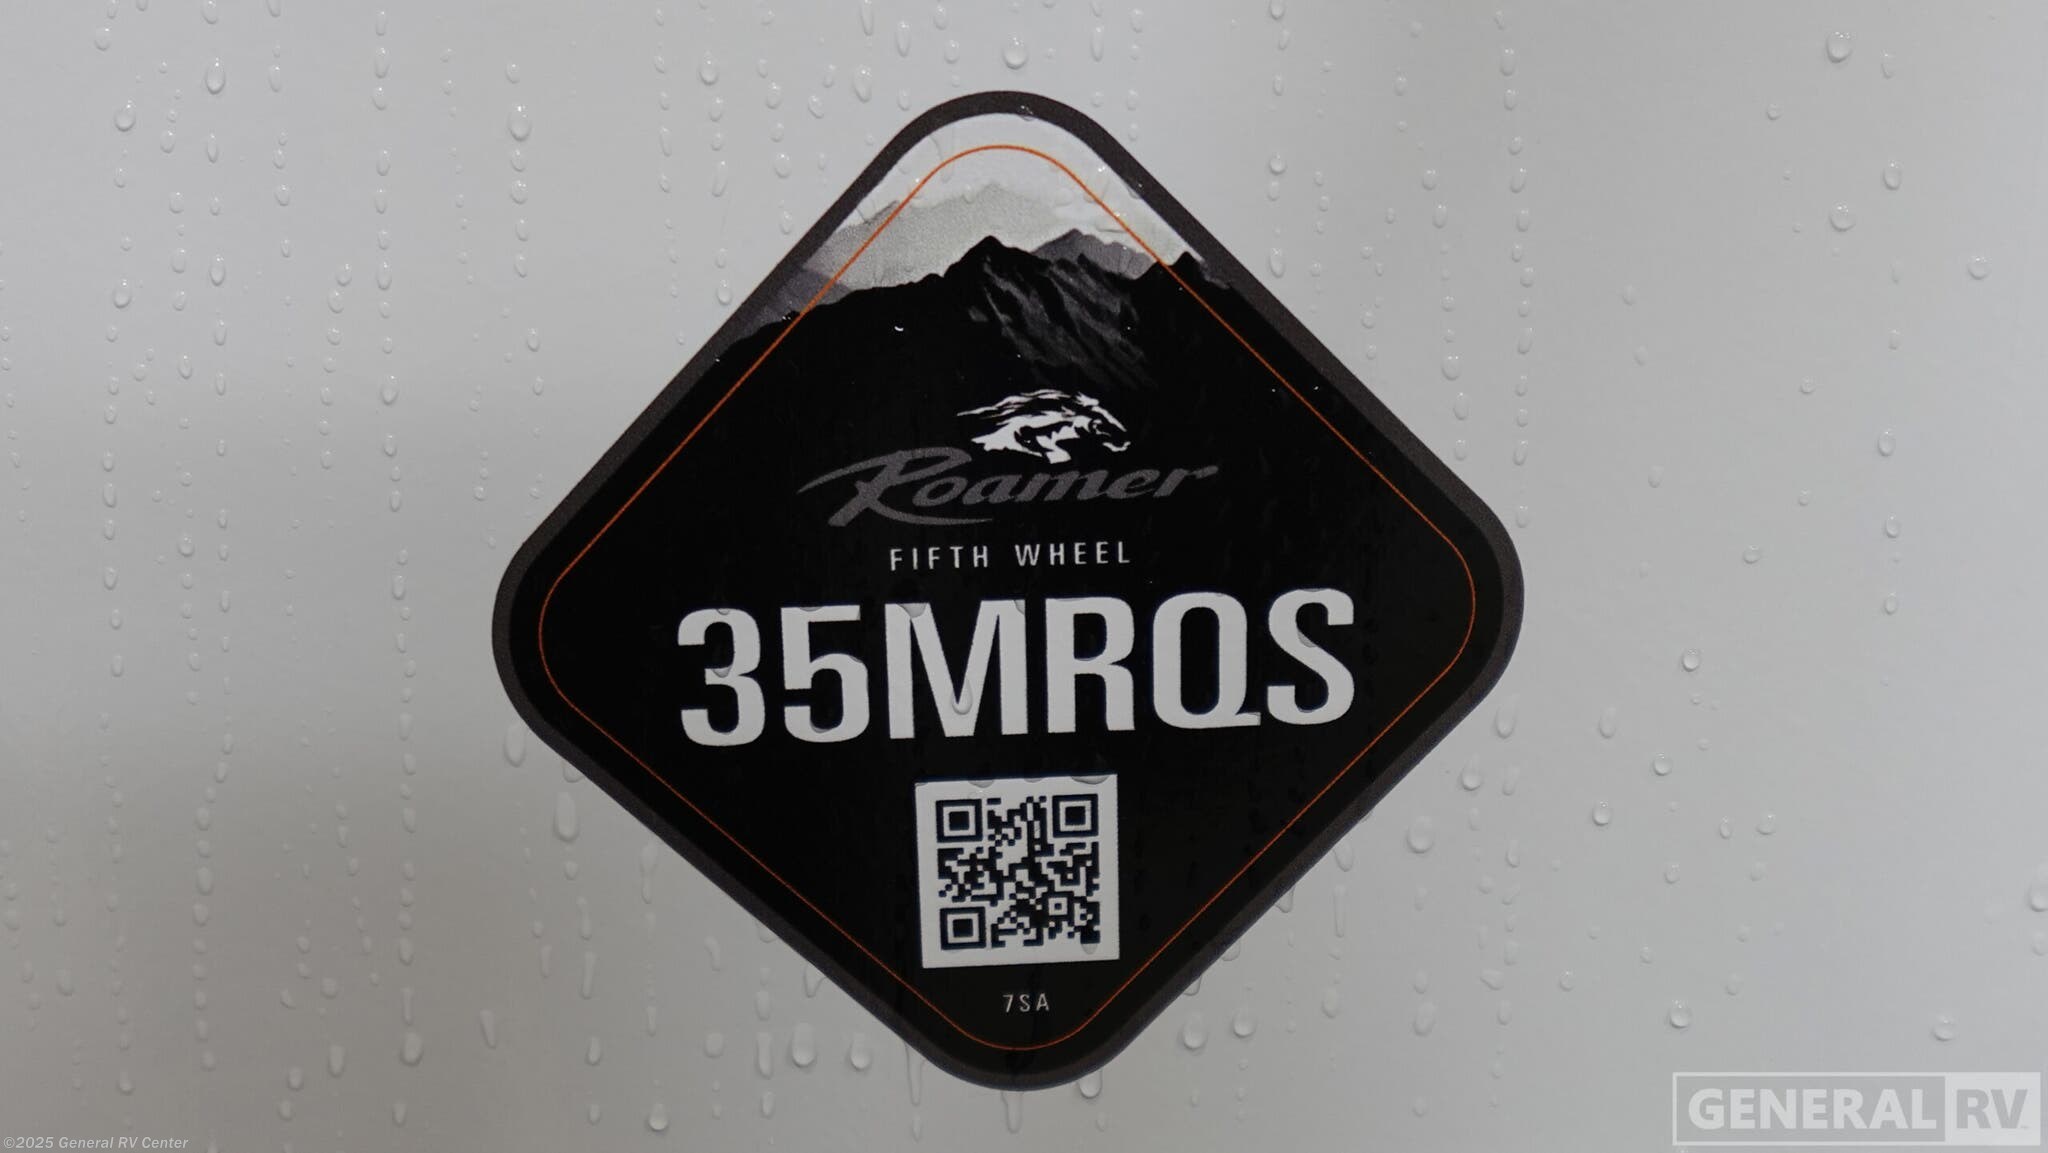 Roamer
FIFTH WHEEL
35MRQS
7SA
GENERAL RV
©2025 General RV Center